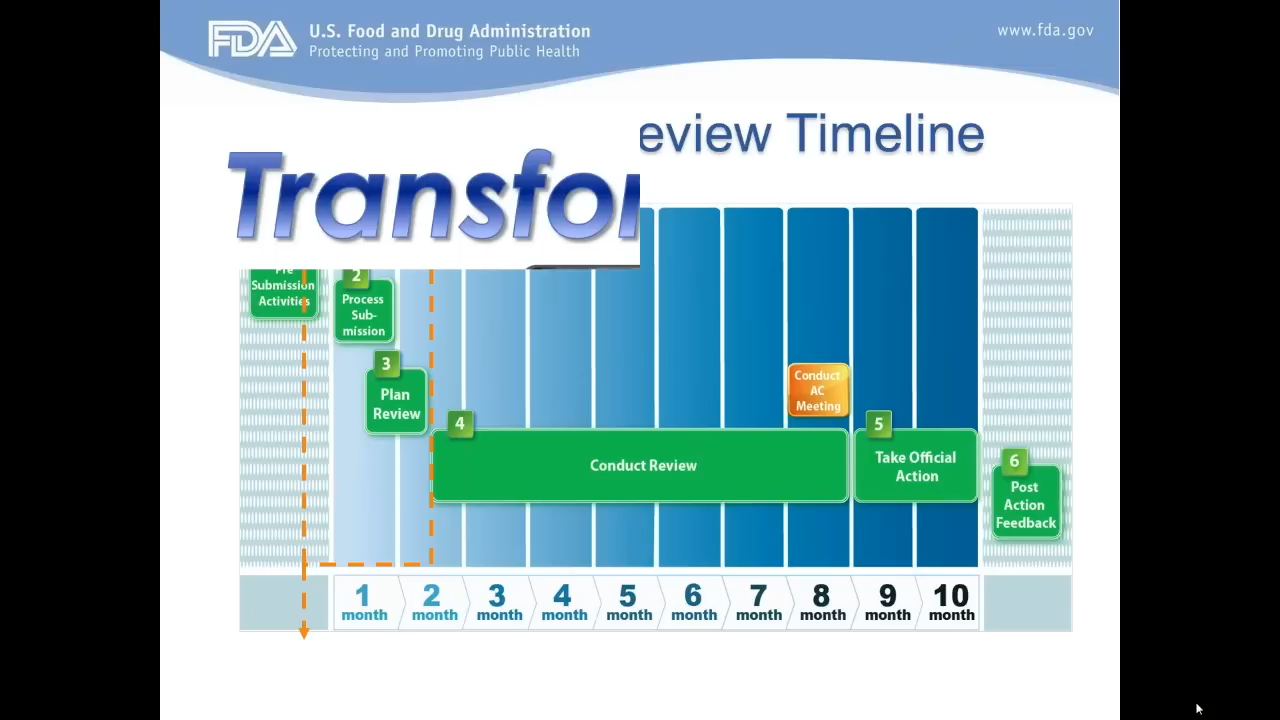 FDA
U.S. Food and Drug Administration
Protecting and Promoting Public Health
www.fda.gov
eview Timeline
Transfor
Pre
Submission
Activities
2
Process
Sub-
mission
3
Plan
Review
4
Conduct Review
Conduct
AC
Meeting
5
Take Official
Action
6
Post
Action
Feedback
1 2 3 4 5 6 7 8 9 10
month month month month month month month month month month